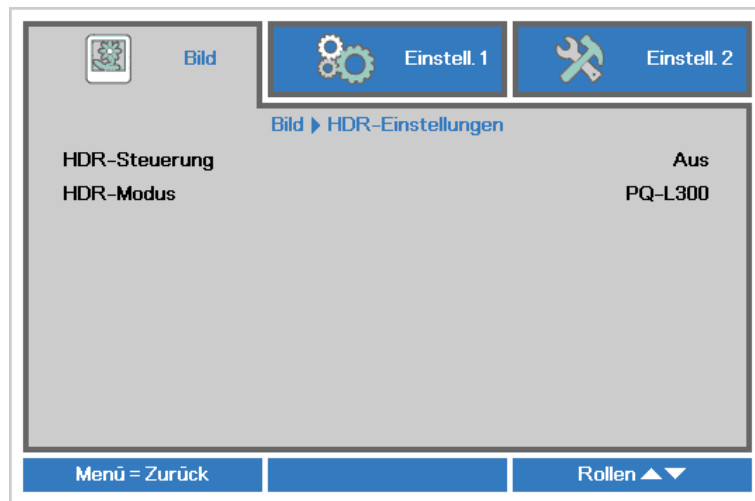 Bild
Einstell. 1
Einstell. 2
Bild ▶ HDR-Einstellungen
HDR-Steuerung Aus
HDR-Modus PQ-L300
Menü = Zurück
Rollen ▲▼